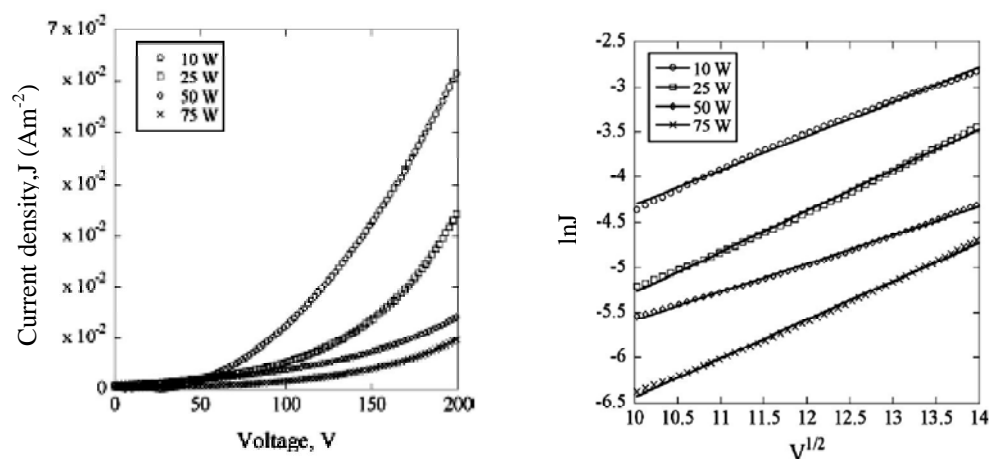 7 x 10⁻²
x 10⁻²
x 10⁻²
x 10⁻²
x 10⁻²
x 10⁻²
x 10⁻²
0
Current density,J (Am⁻²)
10 W
25 W
50 W
75 W
0 50 100 150 200
Voltage, V
-2.5
-3
-3.5
-4
-4.5
-5
-5.5
-6
-6.5
lnJ
10 W
25 W
50 W
75 W
10 10.5 11 11.5 12 12.5 13 13.5 14
V¹ᐟ²